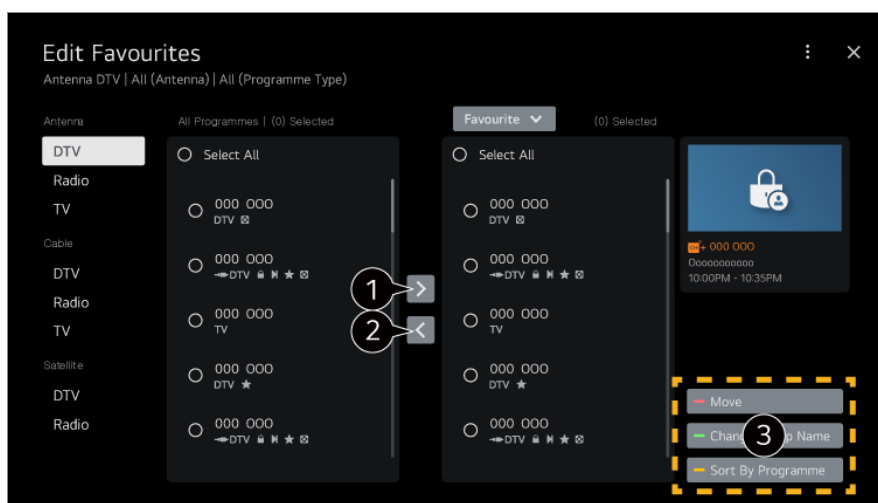 Edit Favourites
Antenna DTV | All (Antenna) | All (Programme Type)
Antenna
DTV
Radio
TV
Cable
DTV
Radio
TV
Satellite
DTV
Radio
All Programmes | (0) Selected
Select All
000 000
DTV
000 000
DTV
000 000
TV
000 000
DTV
000 000
DTV
1
2
Favourite
(0) Selected
Select All
000 000
DTV
000 000
DTV
000 000
TV
000 000
DTV
000 000
DTV
+ 000 000
Oooooooooo
10:00PM - 10:35PM
Move
3
Name
Sort By Programme